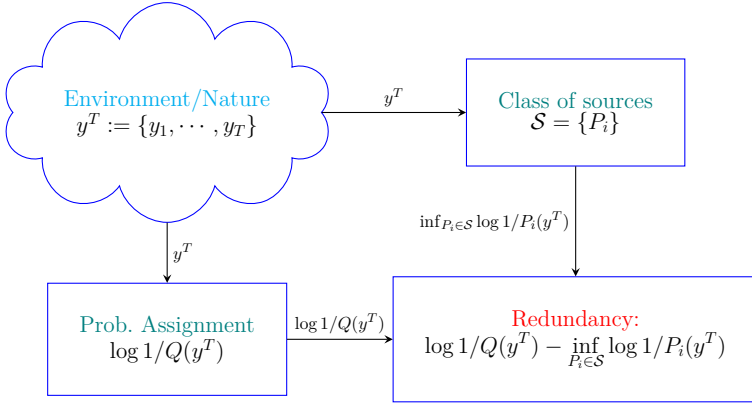 Environment/Nature
y^T := {y_1, ⋯ , y_T}
y^T
Class of sources
𝒮 = {P_i}
inf_{P_i∈𝒮} log 1/P_i(y^T)
y^T
Prob. Assignment
log 1/Q(y^T)
log 1/Q(y^T)
Redundancy:
log 1/Q(y^T) − inf_{P_i∈𝒮} log 1/P_i(y^T)